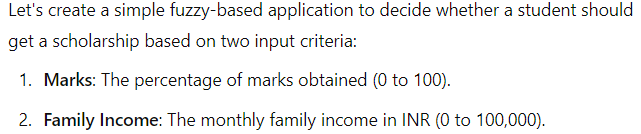 Let's create a simple fuzzy-based application to decide whether a student should
get a scholarship based on two input criteria:
1. Marks: The percentage of marks obtained (0 to 100).
2. Family Income: The monthly family income in INR (0 to 100,000).